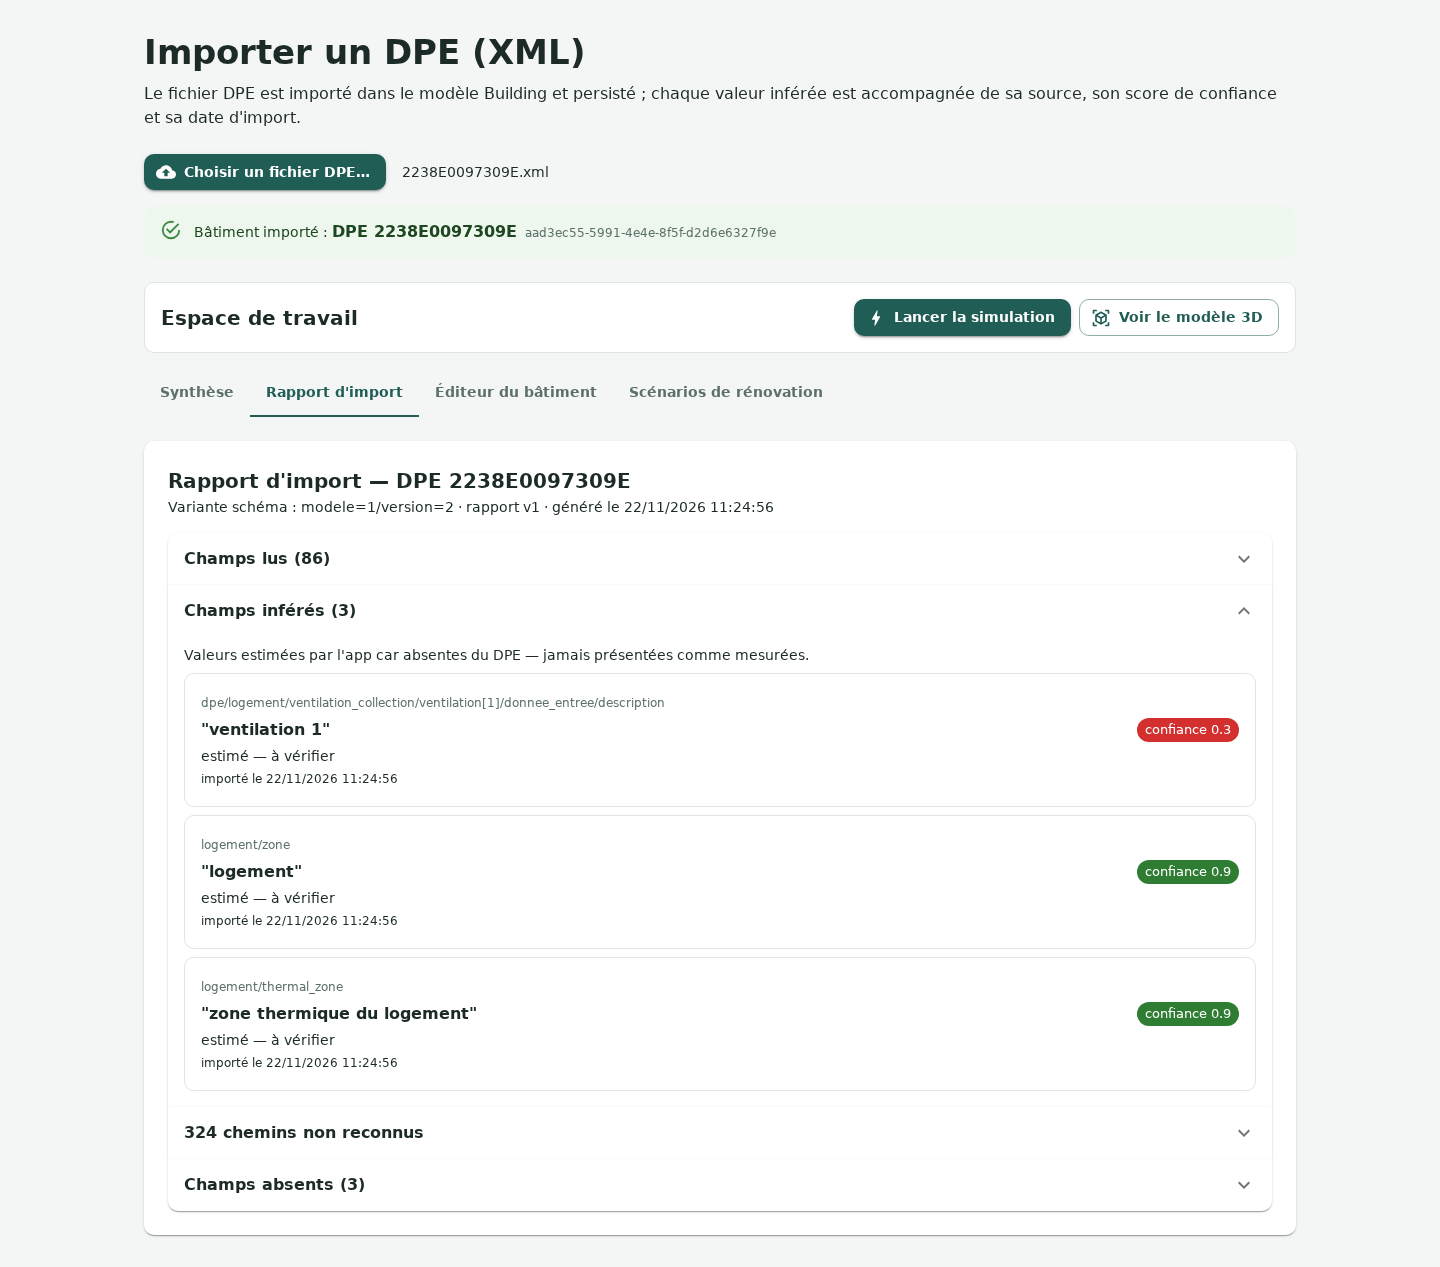 Importer un DPE (XML)
Le fichier DPE est importé dans le modèle Building et persisté ; chaque valeur inférée est accompagnée de sa source, son score de confiance
et sa date d'import.
Choisir un fichier DPE…
2238E0097309E.xml
Bâtiment importé : DPE 2238E0097309E aad3ec55-5991-4e4e-8f5f-d2d6e6327f9e
Espace de travail
Lancer la simulation
Voir le modèle 3D
Synthèse
Rapport d'import
Éditeur du bâtiment
Scénarios de rénovation
Rapport d'import — DPE 2238E0097309E
Variante schéma : modele=1/version=2 · rapport v1 · généré le 22/11/2026 11:24:56
Champs lus (86)
Champs inférés (3)
Valeurs estimées par l'app car absentes du DPE — jamais présentées comme mesurées.
dpe/logement/ventilation_collection/ventilation[1]/donnee_entree/description
"ventilation 1"
confiance 0.3
estimé — à vérifier
importé le 22/11/2026 11:24:56
logement/zone
"logement"
confiance 0.9
estimé — à vérifier
importé le 22/11/2026 11:24:56
logement/thermal_zone
"zone thermique du logement"
confiance 0.9
estimé — à vérifier
importé le 22/11/2026 11:24:56
324 chemins non reconnus
Champs absents (3)